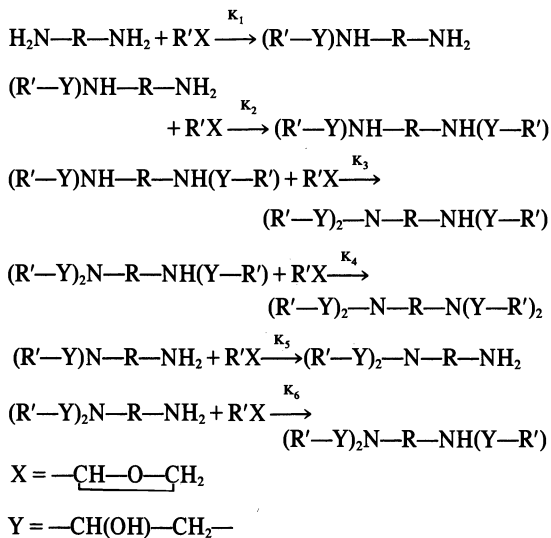 H₂N—R—NH₂ + R′X —K₁→ (R′—Y)NH—R—NH₂
(R′—Y)NH—R—NH₂
+ R′X —K₂→ (R′—Y)NH—R—NH(Y—R′)
(R′—Y)NH—R—NH(Y—R′) + R′X —K₃→
(R′—Y)₂—N—R—NH(Y—R′)
(R′—Y)₂N—R—NH(Y—R′) + R′X —K₄→
(R′—Y)₂—N—R—N(Y—R′)₂
(R′—Y)N—R—NH₂ + R′X —K₅→ (R′—Y)₂—N—R—NH₂
(R′—Y)₂N—R—NH₂ + R′X —K₆→
(R′—Y)₂N—R—NH(Y—R′)
X = —CH—O—CH₂
Y = —CH(OH)—CH₂—